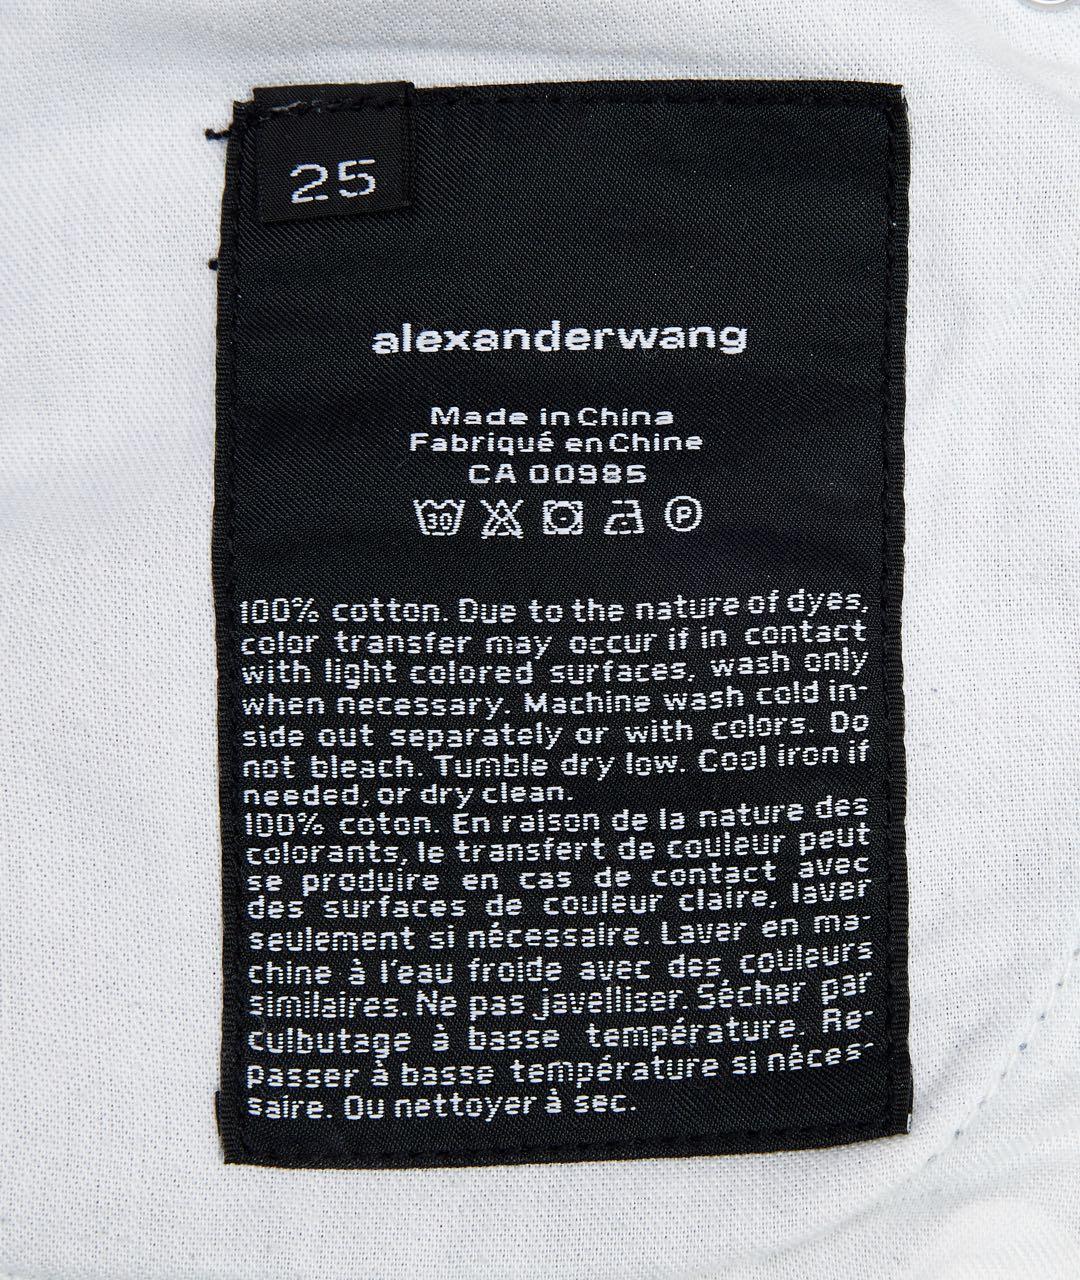 25
alexanderwang
Made in China
Fabriqué en Chine
CA 00985
30 P
100% cotton. Due to the nature of dyes,
color transfer may occur if in contact
with light colored surfaces, wash only
when necessary. Machine wash cold in-
side out separately or with colors. Do
not bleach. Tumble dry low. Cool iron if
needed, or dry clean.
100% coton. En raison de la nature des
colorants, le transfert de couleur peut
se produire en cas de contact avec
des surfaces de couleur claire, laver
seulement si nécessaire. Laver en ma-
chine à l'eau froide avec des couleurs
similaires. Ne pas javelliser. Sécher par
culbutage à basse température. Re-
passer à basse température si néces-
saire. Ou nettoyer à sec.